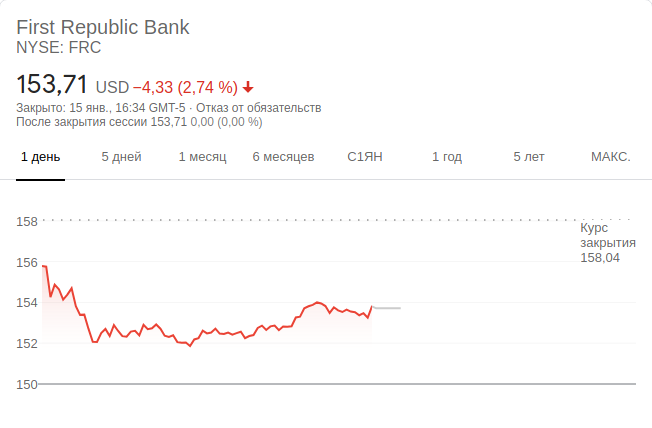 First Republic Bank
NYSE: FRC
153,71 USD −4,33 (2,74 %)
Закрыто: 15 янв., 16:34 GMT-5 · Отказ от обязательств
После закрытия сессии 153,71 0,00 (0,00 %)
1 день 5 дней 1 месяц 6 месяцев С1ЯН 1 год 5 лет МАКС.
158
Курс
закрытия
158,04
156
154
152
150